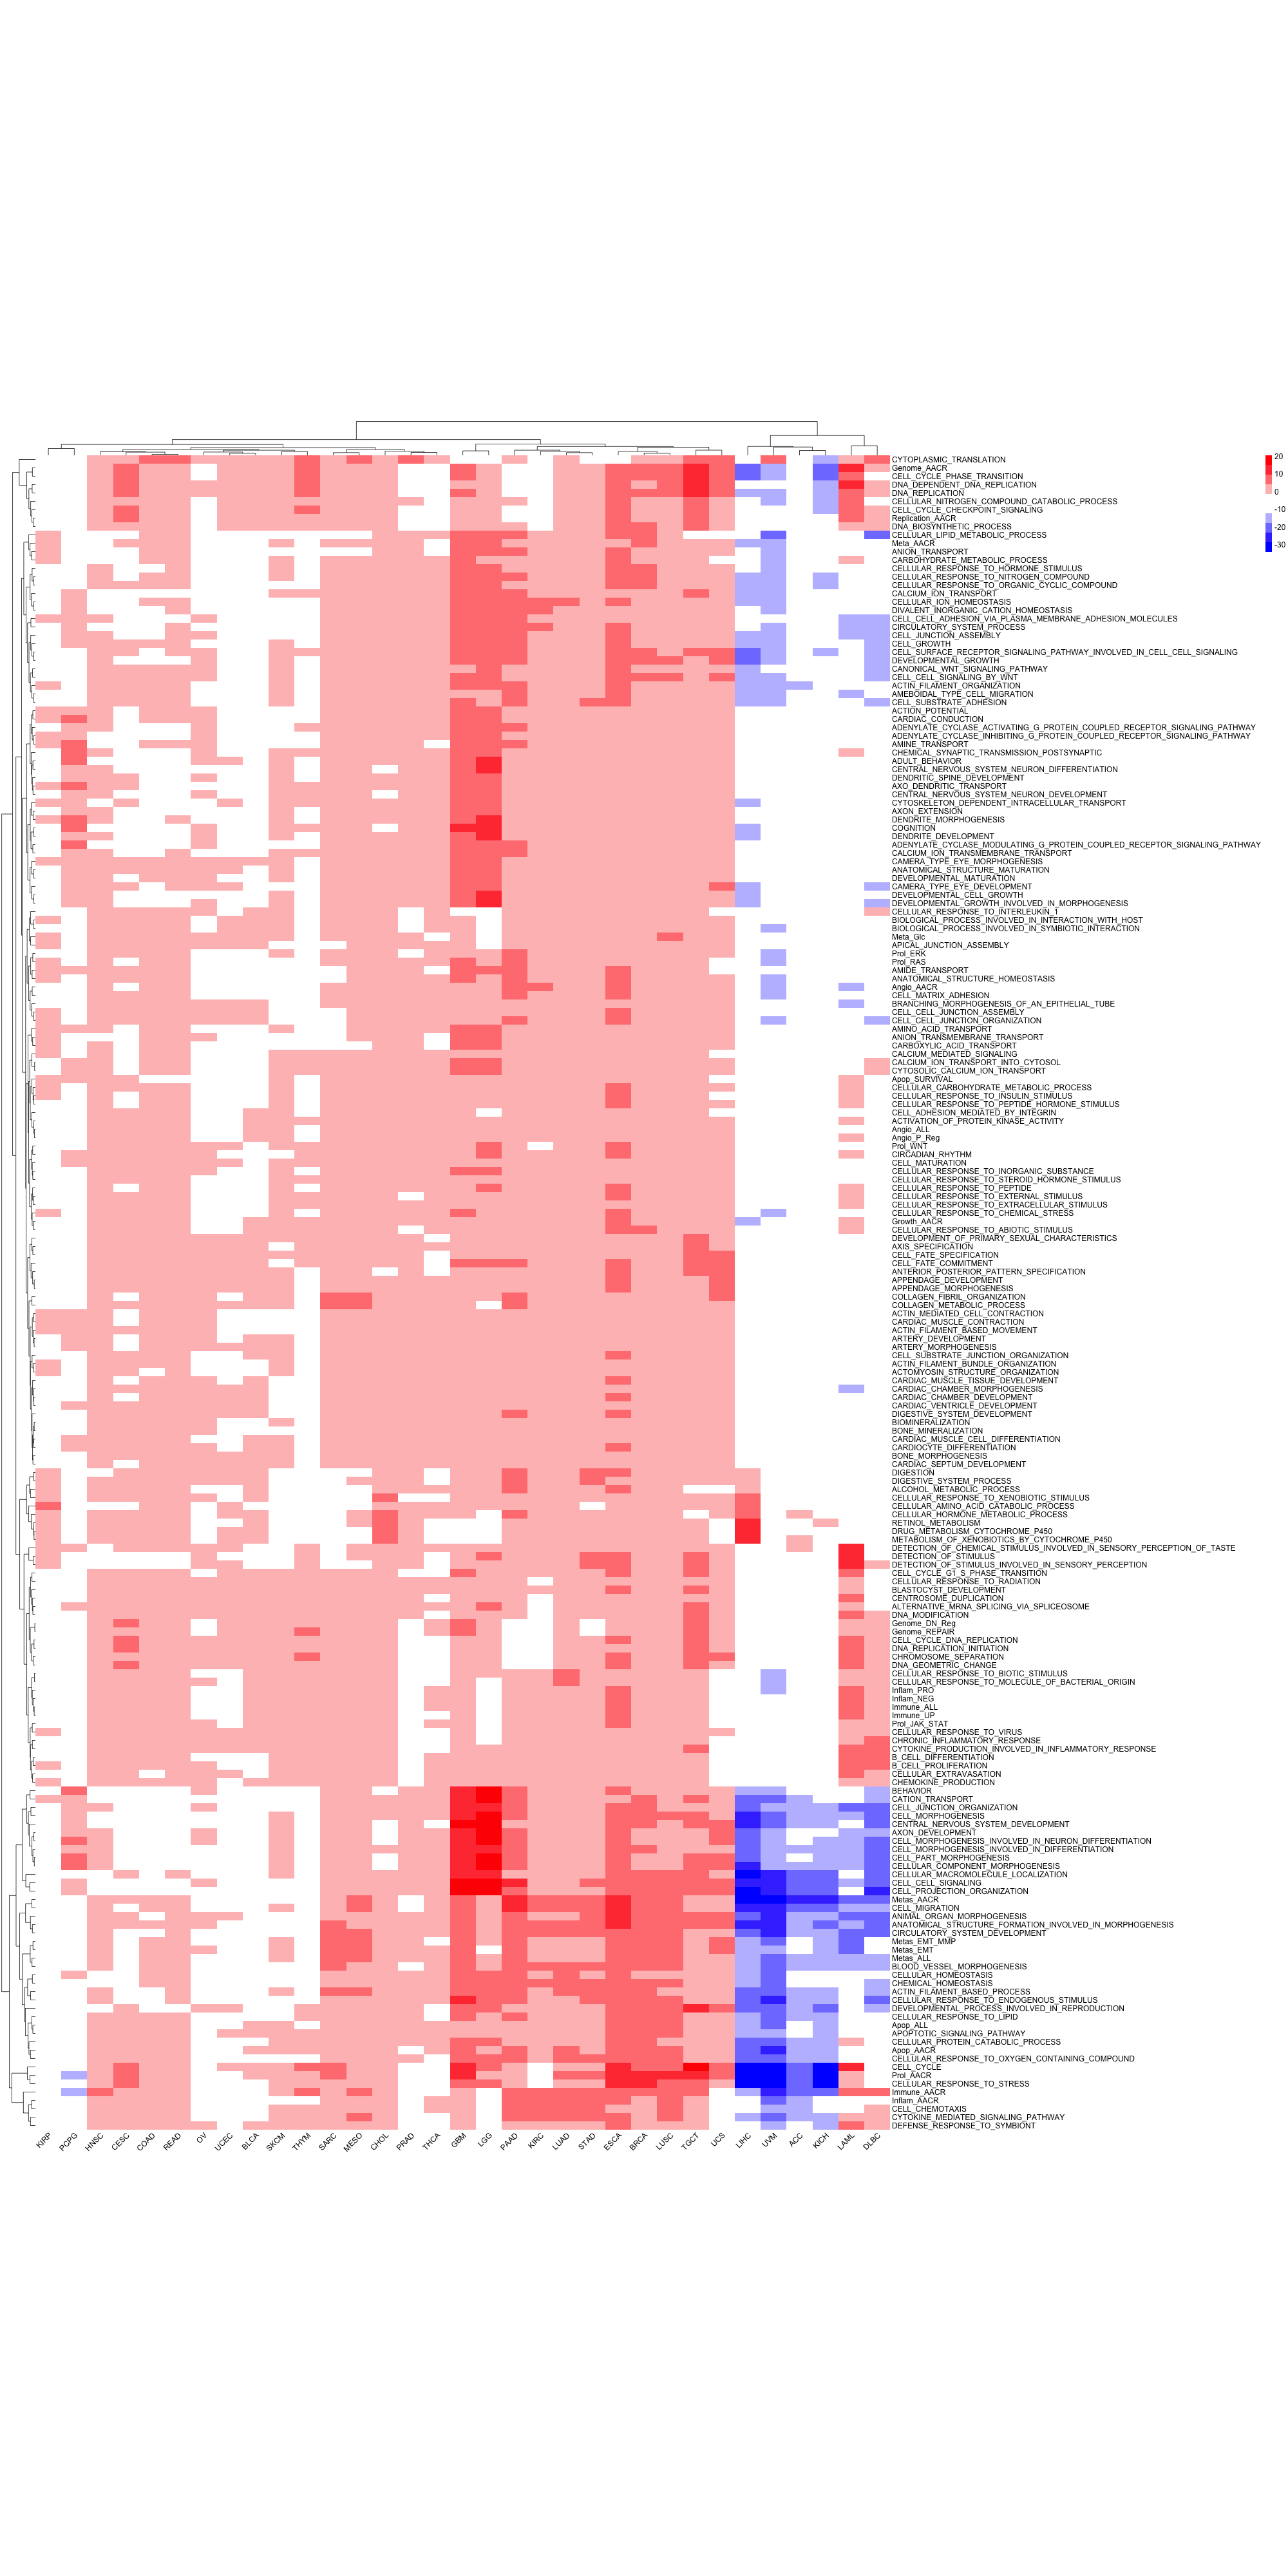 CYTOPLASMIC_TRANSLATION
Genome_AACR
CELL_CYCLE_PHASE_TRANSITION
DNA_DEPENDENT_DNA_REPLICATION
DNA_REPLICATION
CELLULAR_NITROGEN_COMPOUND_CATABOLIC_PROCESS
CELL_CYCLE_CHECKPOINT_SIGNALING
Replication_AACR
DNA_BIOSYNTHETIC_PROCESS
CELLULAR_LIPID_METABOLIC_PROCESS
Meta_AACR
ANION_TRANSPORT
CARBOHYDRATE_METABOLIC_PROCESS
CELLULAR_RESPONSE_TO_HORMONE_STIMULUS
CELLULAR_RESPONSE_TO_NITROGEN_COMPOUND
CELLULAR_RESPONSE_TO_ORGANIC_CYCLIC_COMPOUND
CALCIUM_ION_TRANSPORT
CELLULAR_ION_HOMEOSTASIS
DIVALENT_INORGANIC_CATION_HOMEOSTASIS
CELL_CELL_ADHESION_VIA_PLASMA_MEMBRANE_ADHESION_MOLECULES
CIRCULATORY_SYSTEM_PROCESS
CELL_JUNCTION_ASSEMBLY
CELL_GROWTH
CELL_SURFACE_RECEPTOR_SIGNALING_PATHWAY_INVOLVED_IN_CELL_CELL_SIGNALING
DEVELOPMENTAL_GROWTH
CANONICAL_WNT_SIGNALING_PATHWAY
CELL_CELL_SIGNALING_BY_WNT
ACTIN_FILAMENT_ORGANIZATION
AMEBOIDAL_TYPE_CELL_MIGRATION
CELL_SUBSTRATE_ADHESION
ACTION_POTENTIAL
CARDIAC_CONDUCTION
ADENYLATE_CYCLASE_ACTIVATING_G_PROTEIN_COUPLED_RECEPTOR_SIGNALING_PATHWAY
ADENYLATE_CYCLASE_INHIBITING_G_PROTEIN_COUPLED_RECEPTOR_SIGNALING_PATHWAY
AMINE_TRANSPORT
CHEMICAL_SYNAPTIC_TRANSMISSION_POSTSYNAPTIC
ADULT_BEHAVIOR
CENTRAL_NERVOUS_SYSTEM_NEURON_DIFFERENTIATION
DENDRITIC_SPINE_DEVELOPMENT
AXO_DENDRITIC_TRANSPORT
CENTRAL_NERVOUS_SYSTEM_NEURON_DEVELOPMENT
CYTOSKELETON_DEPENDENT_INTRACELLULAR_TRANSPORT
AXON_EXTENSION
DENDRITE_MORPHOGENESIS
COGNITION
DENDRITE_DEVELOPMENT
ADENYLATE_CYCLASE_MODULATING_G_PROTEIN_COUPLED_RECEPTOR_SIGNALING_PATHWAY
CALCIUM_ION_TRANSMEMBRANE_TRANSPORT
CAMERA_TYPE_EYE_MORPHOGENESIS
ANATOMICAL_STRUCTURE_MATURATION
DEVELOPMENTAL_MATURATION
CAMERA_TYPE_EYE_DEVELOPMENT
DEVELOPMENTAL_CELL_GROWTH
DEVELOPMENTAL_GROWTH_INVOLVED_IN_MORPHOGENESIS
CELLULAR_RESPONSE_TO_INTERLEUKIN_1
BIOLOGICAL_PROCESS_INVOLVED_IN_INTERACTION_WITH_HOST
BIOLOGICAL_PROCESS_INVOLVED_IN_SYMBIOTIC_INTERACTION
Meta_Glc
APICAL_JUNCTION_ASSEMBLY
Prol_ERK
Prol_RAS
AMIDE_TRANSPORT
ANATOMICAL_STRUCTURE_HOMEOSTASIS
Angio_AACR
CELL_MATRIX_ADHESION
BRANCHING_MORPHOGENESIS_OF_AN_EPITHELIAL_TUBE
CELL_CELL_JUNCTION_ASSEMBLY
CELL_CELL_JUNCTION_ORGANIZATION
AMINO_ACID_TRANSPORT
ANION_TRANSMEMBRANE_TRANSPORT
CARBOXYLIC_ACID_TRANSPORT
CALCIUM_MEDIATED_SIGNALING
CALCIUM_ION_TRANSPORT_INTO_CYTOSOL
CYTOSOLIC_CALCIUM_ION_TRANSPORT
Apop_SURVIVAL
CELLULAR_CARBOHYDRATE_METABOLIC_PROCESS
CELLULAR_RESPONSE_TO_INSULIN_STIMULUS
CELLULAR_RESPONSE_TO_PEPTIDE_HORMONE_STIMULUS
CELL_ADHESION_MEDIATED_BY_INTEGRIN
ACTIVATION_OF_PROTEIN_KINASE_ACTIVITY
Angio_ALL
Angio_P_Reg
Prol_WNT
CIRCADIAN_RHYTHM
CELL_MATURATION
CELLULAR_RESPONSE_TO_INORGANIC_SUBSTANCE
CELLULAR_RESPONSE_TO_STEROID_HORMONE_STIMULUS
CELLULAR_RESPONSE_TO_PEPTIDE
CELLULAR_RESPONSE_TO_EXTERNAL_STIMULUS
CELLULAR_RESPONSE_TO_EXTRACELLULAR_STIMULUS
CELLULAR_RESPONSE_TO_CHEMICAL_STRESS
Growth_AACR
CELLULAR_RESPONSE_TO_ABIOTIC_STIMULUS
DEVELOPMENT_OF_PRIMARY_SEXUAL_CHARACTERISTICS
AXIS_SPECIFICATION
CELL_FATE_SPECIFICATION
CELL_FATE_COMMITMENT
ANTERIOR_POSTERIOR_PATTERN_SPECIFICATION
APPENDAGE_DEVELOPMENT
APPENDAGE_MORPHOGENESIS
COLLAGEN_FIBRIL_ORGANIZATION
COLLAGEN_METABOLIC_PROCESS
ACTIN_MEDIATED_CELL_CONTRACTION
CARDIAC_MUSCLE_CONTRACTION
ACTIN_FILAMENT_BASED_MOVEMENT
ARTERY_DEVELOPMENT
ARTERY_MORPHOGENESIS
CELL_SUBSTRATE_JUNCTION_ORGANIZATION
ACTIN_FILAMENT_BUNDLE_ORGANIZATION
ACTOMYOSIN_STRUCTURE_ORGANIZATION
CARDIAC_MUSCLE_TISSUE_DEVELOPMENT
CARDIAC_CHAMBER_MORPHOGENESIS
CARDIAC_CHAMBER_DEVELOPMENT
CARDIAC_VENTRICLE_DEVELOPMENT
DIGESTIVE_SYSTEM_DEVELOPMENT
BIOMINERALIZATION
BONE_MINERALIZATION
CARDIAC_MUSCLE_CELL_DIFFERENTIATION
CARDIOCYTE_DIFFERENTIATION
BONE_MORPHOGENESIS
CARDIAC_SEPTUM_DEVELOPMENT
DIGESTION
DIGESTIVE_SYSTEM_PROCESS
ALCOHOL_METABOLIC_PROCESS
CELLULAR_RESPONSE_TO_XENOBIOTIC_STIMULUS
CELLULAR_AMINO_ACID_CATABOLIC_PROCESS
CELLULAR_HORMONE_METABOLIC_PROCESS
RETINOL_METABOLISM
DRUG_METABOLISM_CYTOCHROME_P450
METABOLISM_OF_XENOBIOTICS_BY_CYTOCHROME_P450
DETECTION_OF_CHEMICAL_STIMULUS_INVOLVED_IN_SENSORY_PERCEPTION_OF_TASTE
DETECTION_OF_STIMULUS
DETECTION_OF_STIMULUS_INVOLVED_IN_SENSORY_PERCEPTION
CELL_CYCLE_G1_S_PHASE_TRANSITION
CELLULAR_RESPONSE_TO_RADIATION
BLASTOCYST_DEVELOPMENT
CENTROSOME_DUPLICATION
ALTERNATIVE_MRNA_SPLICING_VIA_SPLICEOSOME
DNA_MODIFICATION
Genome_DN_Reg
Genome_REPAIR
CELL_CYCLE_DNA_REPLICATION
DNA_REPLICATION_INITIATION
CHROMOSOME_SEPARATION
DNA_GEOMETRIC_CHANGE
CELLULAR_RESPONSE_TO_BIOTIC_STIMULUS
CELLULAR_RESPONSE_TO_MOLECULE_OF_BACTERIAL_ORIGIN
Inflam_PRO
Inflam_NEG
Immune_ALL
Immune_UP
Prol_JAK_STAT
CELLULAR_RESPONSE_TO_VIRUS
CHRONIC_INFLAMMATORY_RESPONSE
CYTOKINE_PRODUCTION_INVOLVED_IN_INFLAMMATORY_RESPONSE
B_CELL_DIFFERENTIATION
B_CELL_PROLIFERATION
CELLULAR_EXTRAVASATION
CHEMOKINE_PRODUCTION
BEHAVIOR
CATION_TRANSPORT
CELL_JUNCTION_ORGANIZATION
CELL_MORPHOGENESIS
CENTRAL_NERVOUS_SYSTEM_DEVELOPMENT
AXON_DEVELOPMENT
CELL_MORPHOGENESIS_INVOLVED_IN_NEURON_DIFFERENTIATION
CELL_MORPHOGENESIS_INVOLVED_IN_DIFFERENTIATION
CELL_PART_MORPHOGENESIS
CELLULAR_COMPONENT_MORPHOGENESIS
CELLULAR_MACROMOLECULE_LOCALIZATION
CELL_CELL_SIGNALING
CELL_PROJECTION_ORGANIZATION
Metas_AACR
CELL_MIGRATION
ANIMAL_ORGAN_MORPHOGENESIS
ANATOMICAL_STRUCTURE_FORMATION_INVOLVED_IN_MORPHOGENESIS
CIRCULATORY_SYSTEM_DEVELOPMENT
Metas_EMT_MMP
Metas_EMT
Metas_ALL
BLOOD_VESSEL_MORPHOGENESIS
CELLULAR_HOMEOSTASIS
CHEMICAL_HOMEOSTASIS
ACTIN_FILAMENT_BASED_PROCESS
CELLULAR_RESPONSE_TO_ENDOGENOUS_STIMULUS
DEVELOPMENTAL_PROCESS_INVOLVED_IN_REPRODUCTION
CELLULAR_RESPONSE_TO_LIPID
Apop_ALL
APOPTOTIC_SIGNALING_PATHWAY
CELLULAR_PROTEIN_CATABOLIC_PROCESS
Apop_AACR
CELLULAR_RESPONSE_TO_OXYGEN_CONTAINING_COMPOUND
CELL_CYCLE
Prol_AACR
CELLULAR_RESPONSE_TO_STRESS
Immune_AACR
Inflam_AACR
CELL_CHEMOTAXIS
CYTOKINE_MEDIATED_SIGNALING_PATHWAY
DEFENSE_RESPONSE_TO_SYMBIONT
20
10
0
-10
-20
-30
KIRP PCPG HNSC CESC COAD READ OV UCEC BLCA SKCM THYM SARC MESO CHOL PRAD THCA GBM LGG PAAD KIRC LUAD STAD ESCA BRCA LUSC TGCT UCS LIHC UVM ACC KICH LAML DLBC